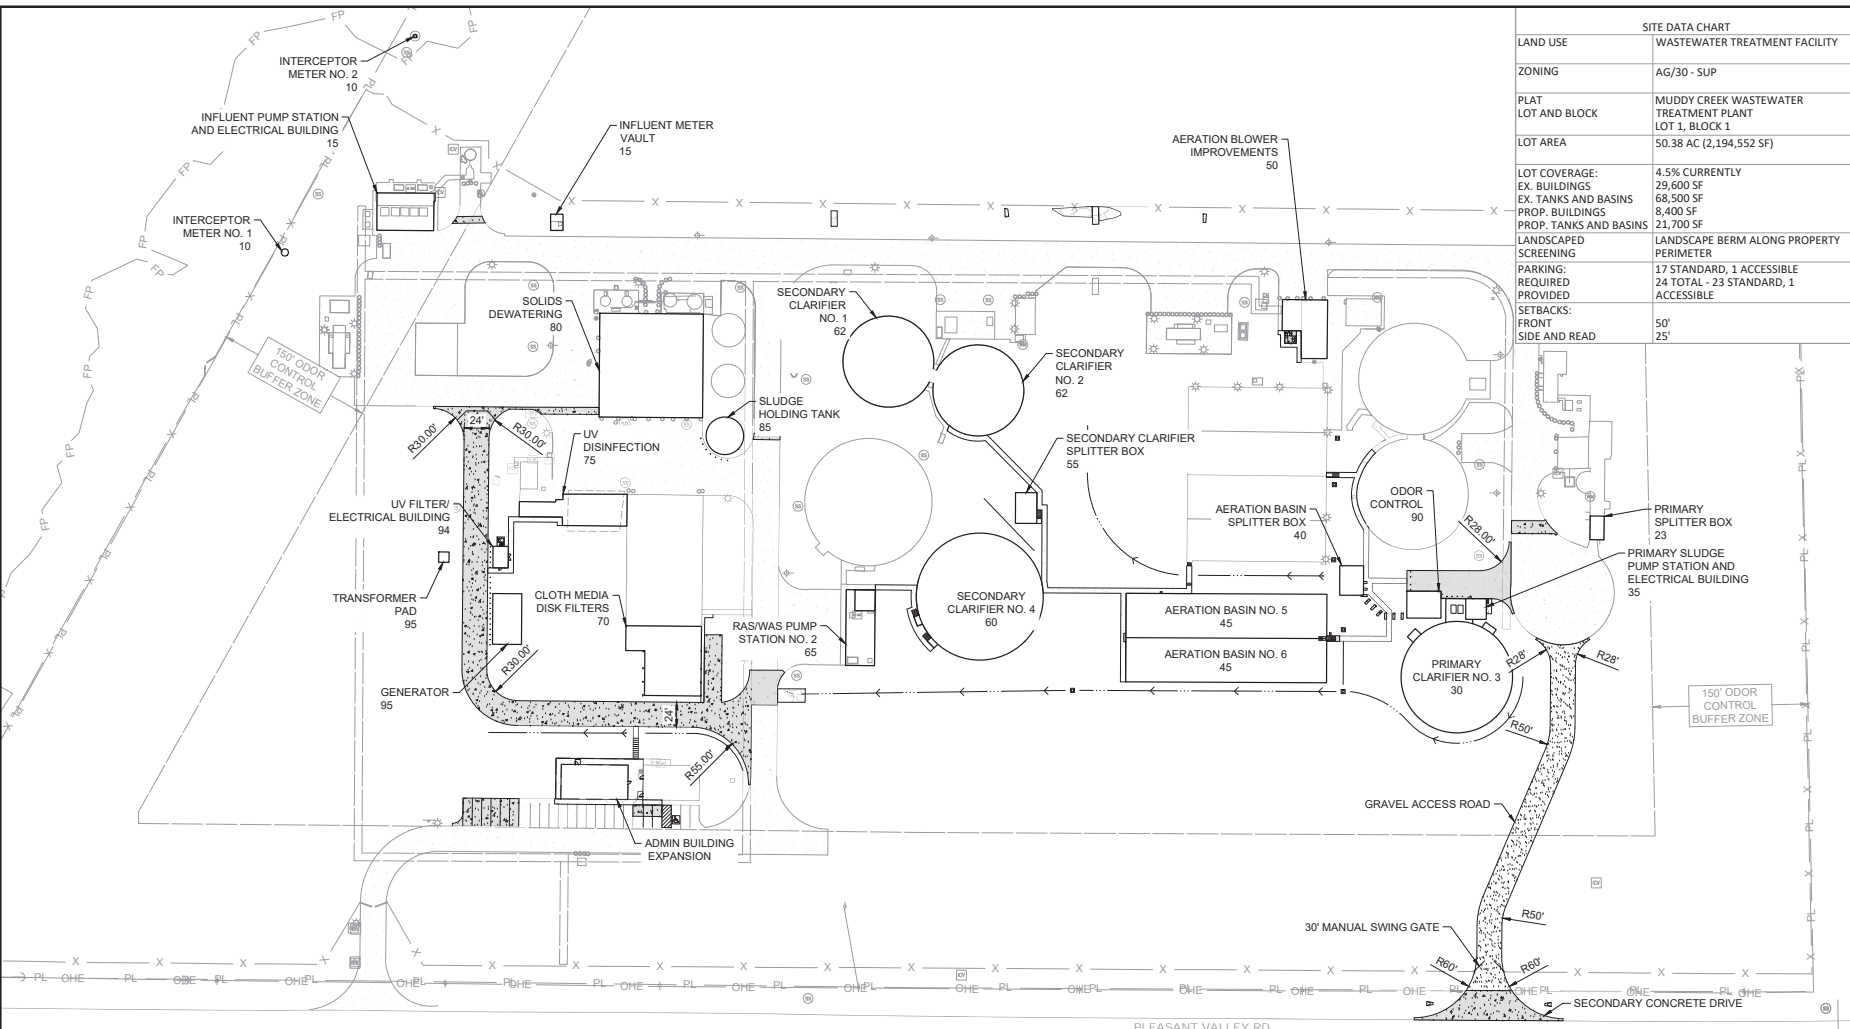 SITE DATA CHART
LAND USE WASTEWATER TREATMENT FACILITY
ZONING AG/30 - SUP
PLAT MUDDY CREEK WASTEWATER
LOT AND BLOCK TREATMENT PLANT
LOT 1, BLOCK 1
LOT AREA 50.38 AC (2,194,552 SF)
LOT COVERAGE: 4.5% CURRENTLY
EX. BUILDINGS 29,600 SF
EX. TANKS AND BASINS 68,500 SF
PROP. BUILDINGS 8,400 SF
PROP. TANKS AND BASINS 21,700 SF
LANDSCAPED LANDSCAPE BERM ALONG PROPERTY
SCREENING PERIMETER
PARKING: 17 STANDARD, 1 ACCESSIBLE
REQUIRED 24 TOTAL - 23 STANDARD, 1
PROVIDED ACCESSIBLE
SETBACKS:
FRONT 50'
SIDE AND READ 25'
INTERCEPTOR
METER NO. 2
10
INFLUENT PUMP STATION
AND ELECTRICAL BUILDING
15
INTERCEPTOR
METER NO. 1
10
INFLUENT METER
VAULT
15
AERATION BLOWER
IMPROVEMENTS
50
SOLIDS
DEWATERING
80
SECONDARY
CLARIFIER
NO. 1
62
SECONDARY
CLARIFIER
NO. 2
62
150' ODOR
CONTROL
BUFFER ZONE
SLUDGE
HOLDING TANK
85
R30.00'
24'
R30.00'
UV
DISINFECTION
75
SECONDARY CLARIFIER
SPLITTER BOX
55
UV FILTER/
ELECTRICAL BUILDING
94
AERATION BASIN
SPLITTER BOX
40
ODOR
CONTROL
90
R28.00'
PRIMARY
SPLITTER BOX
23
PRIMARY SLUDGE
PUMP STATION AND
ELECTRICAL BUILDING
35
TRANSFORMER
PAD
95
CLOTH MEDIA
DISK FILTERS
70
RAS/WAS PUMP
STATION NO. 2
65
SECONDARY
CLARIFIER NO. 4
60
AERATION BASIN NO. 5
45
AERATION BASIN NO. 6
45
PRIMARY
CLARIFIER NO. 3
30
R28'
R28'
R30.00'
GENERATOR
95
24'
R55.00'
R50'
150' ODOR
CONTROL
BUFFER ZONE
GRAVEL ACCESS ROAD
ADMIN BUILDING
EXPANSION
R50'
30' MANUAL SWING GATE
R60'
R60'
SECONDARY CONCRETE DRIVE
PLEASANT VALLEY RD